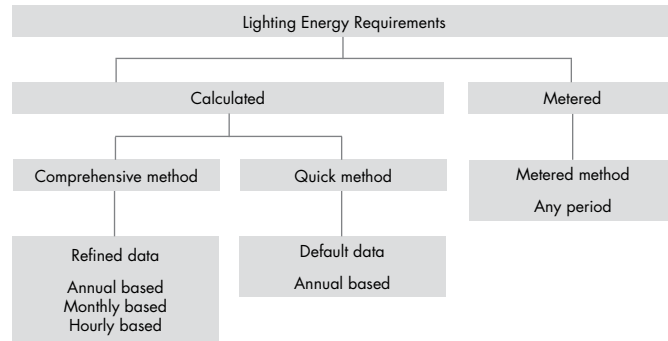 Lighting Energy Requirements
Calculated
Metered
Comprehensive method
Quick method
Metered method
Any period
Refined data
Annual based
Monthly based
Hourly based
Default data
Annual based